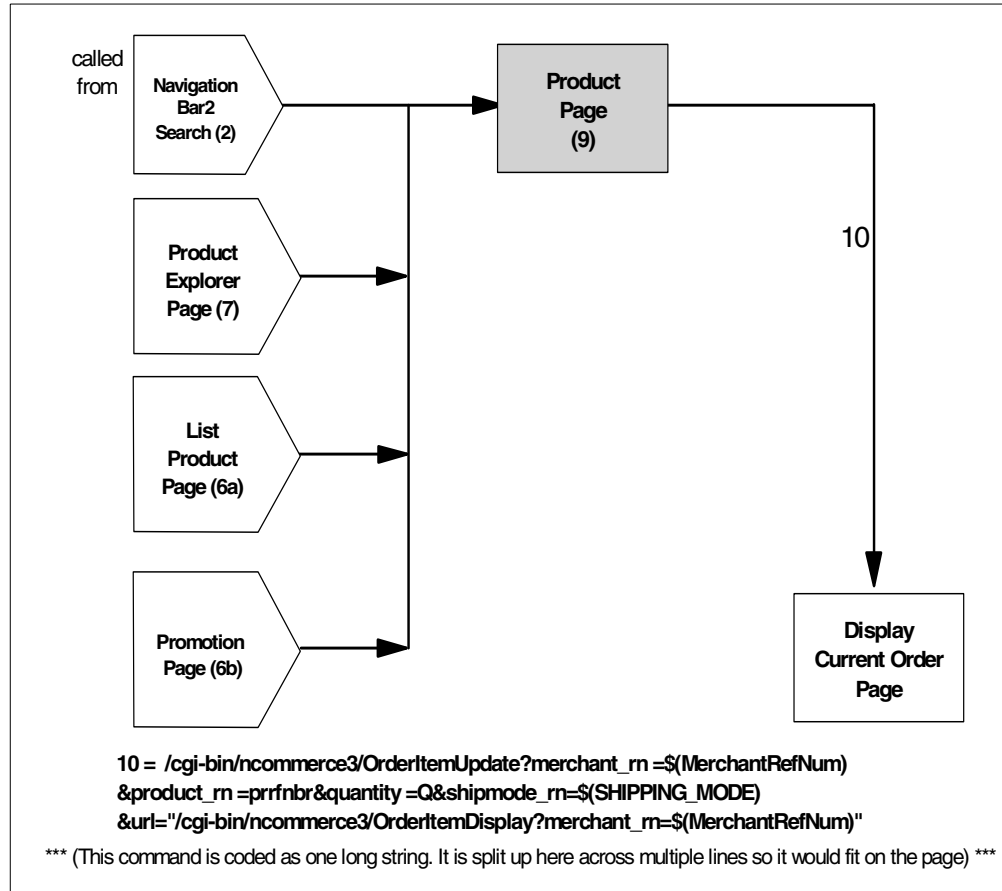 called
from
Navigation
Bar2
Search (2)
Product
Page
(9)
10
Product
Explorer
Page (7)
List
Product
Page (6a)
Promotion
Page (6b)
Display
Current Order
Page
10 = /cgi-bin/ncommerce3/OrderItemUpdate?merchant_rn =$(MerchantRefNum)
&product_rn =prrfnbr&quantity =Q&shipmode_rn=$(SHIPPING_MODE)
&url="/cgi-bin/ncommerce3/OrderItemDisplay?merchant_rn=$(MerchantRefNum)"
*** (This command is coded as one long string. It is split up here across multiple lines so it would fit on the page) ***